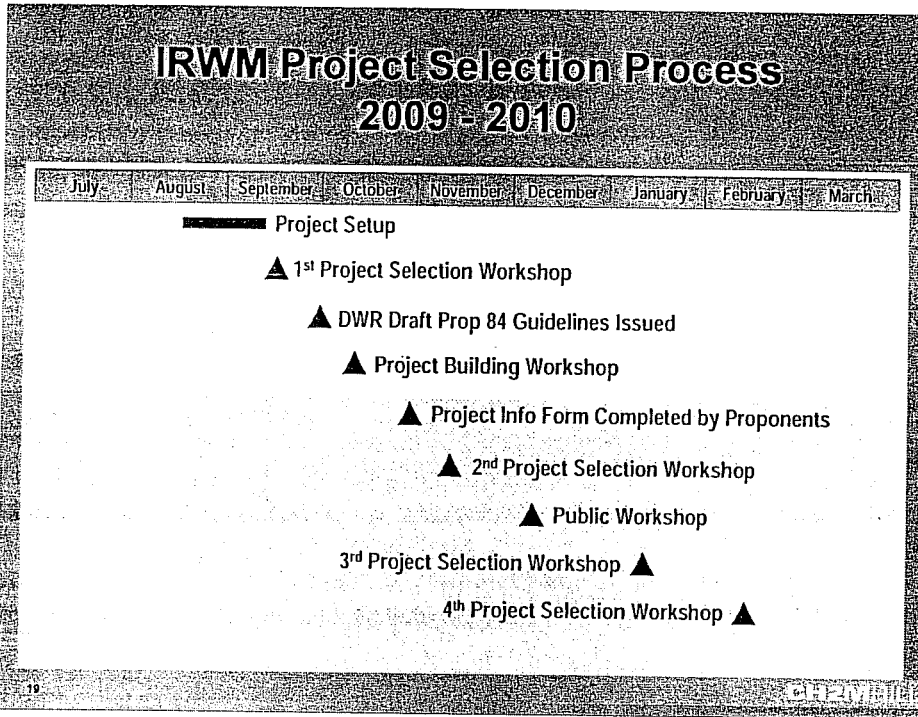 IRWM Project Selection Process
2009 - 2010
July August September October November December January February March
Project Setup
1st Project Selection Workshop
DWR Draft Prop 84 Guidelines Issued
Project Building Workshop
Project Info Form Completed by Proponents
2nd Project Selection Workshop
Public Workshop
3rd Project Selection Workshop
4th Project Selection Workshop
19
CH2MHILL